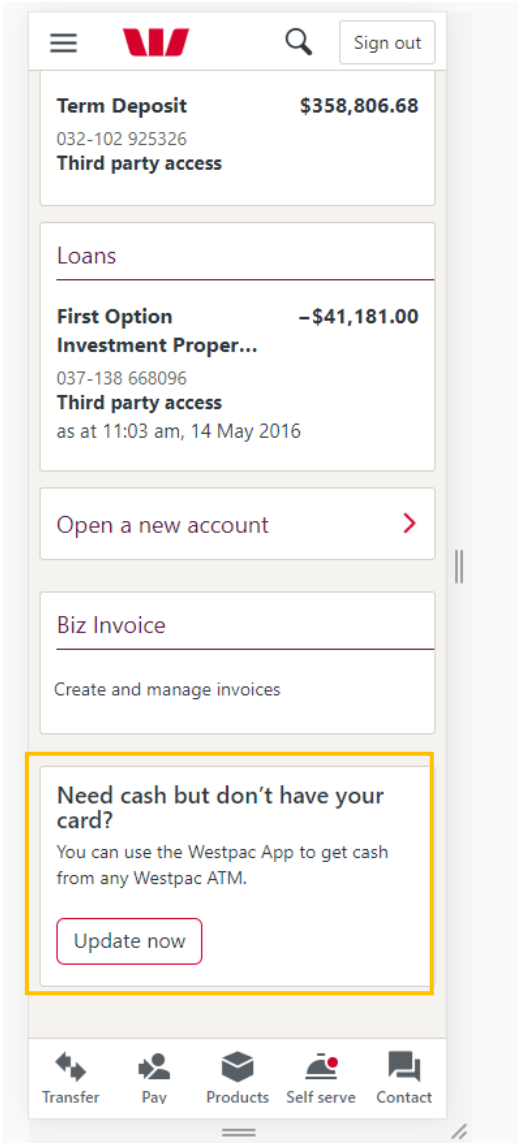 Sign out
Term Deposit $358,806.68
032-102 925326
Third party access
Loans
First Option –$41,181.00
Investment Proper...
037-138 668096
Third party access
as at 11:03 am, 14 May 2016
Open a new account
Biz Invoice
Create and manage invoices
Need cash but don’t have your
card?
You can use the Westpac App to get cash
from any Westpac ATM.
Update now
Transfer Pay Products Self serve Contact